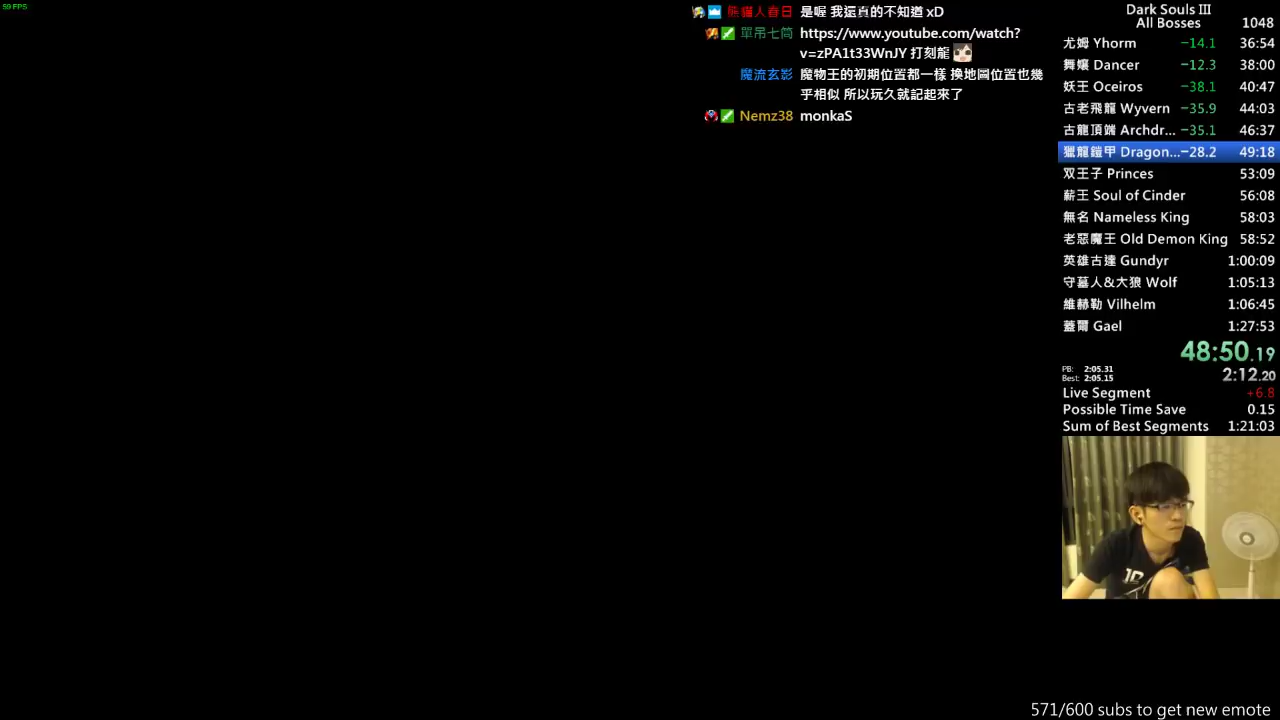 59 FPS
熊貓人春日 是喔 我還真的不知道 xD
單吊七筒 https://www.youtube.com/watch?
v=zPA1t33WnJY 打刻龍
魔流玄影 魔物王的初期位置都一樣 換地圖位置也幾
乎相似 所以玩久就記起來了
Nemz38 monkaS
Dark Souls III
All Bosses 1048
尤姆 Yhorm −14.1 36:54
舞孃 Dancer −12.3 38:00
妖王 Oceiros −38.1 40:47
古老飛龍 Wyvern −35.9 44:03
古龍頂端 Archdr... −35.1 46:37
獵龍鎧甲 Dragon... −28.2 49:18
双王子 Princes 53:09
薪王 Soul of Cinder 56:08
無名 Nameless King 58:03
老惡魔王 Old Demon King 58:52
英雄古達 Gundyr 1:00:09
守墓人&大狼 Wolf 1:05:13
維赫勒 Vilhelm 1:06:45
蓋爾 Gael 1:27:53
48:50.19
PB: 2:05.31
Best: 2:05.15
2:12.20
Live Segment +6.8
Possible Time Save 0.15
Sum of Best Segments 1:21:03
571/600 subs to get new emote